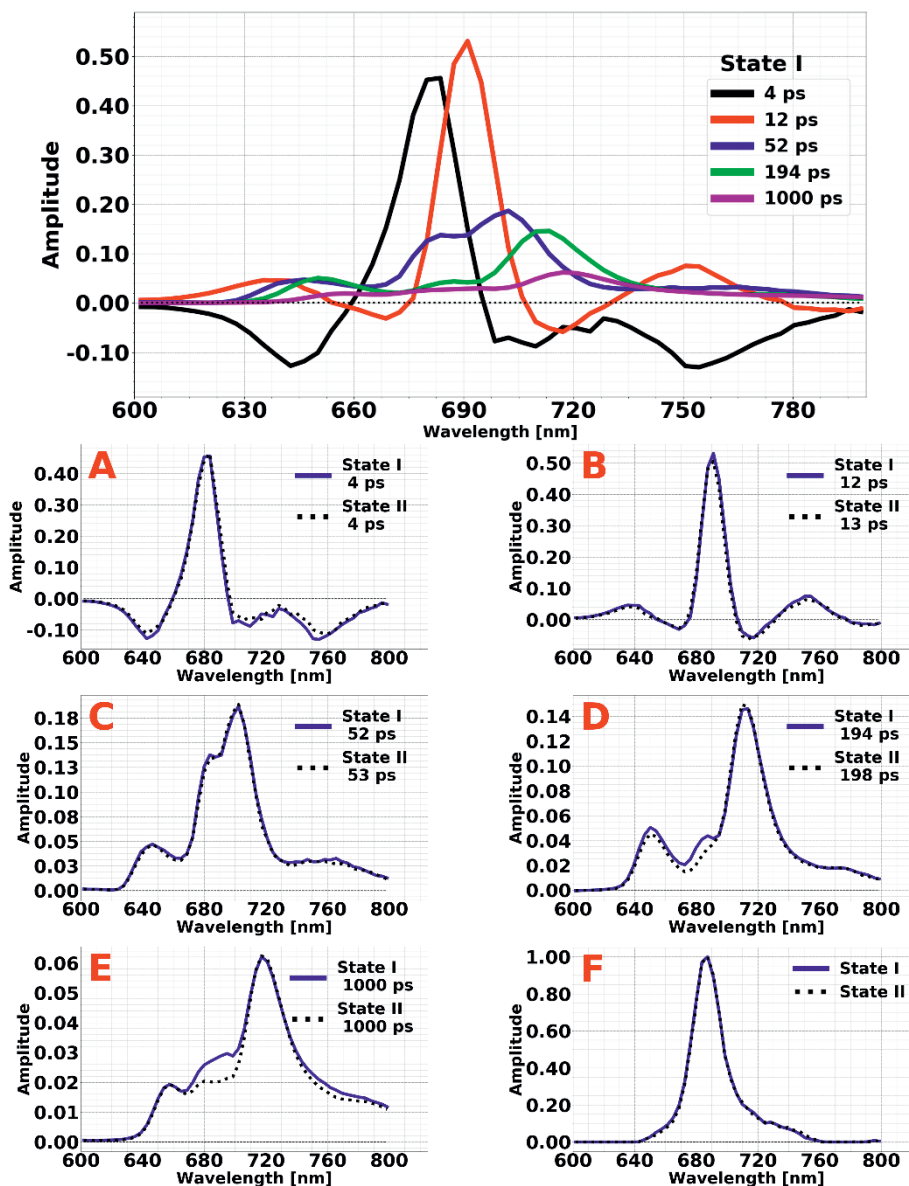 0.50
0.40
0.30
0.20
0.10
0.00
-0.10
Amplitude
State I
4 ps
12 ps
52 ps
194 ps
1000 ps
600 630 660 690 720 750 780
Wavelength [nm]
A
State I
4 ps
State II
4 ps
0.40
0.30
0.20
0.10
0.00
-0.10
Amplitude
600 640 680 720 760 800
Wavelength [nm]
B
State I
12 ps
State II
13 ps
0.50
0.40
0.30
0.20
0.10
0.00
Amplitude
600 640 680 720 760 800
Wavelength [nm]
C
State I
52 ps
State II
53 ps
0.18
0.15
0.13
0.10
0.08
0.05
0.03
0.00
Amplitude
600 640 680 720 760 800
Wavelength [nm]
D
State I
194 ps
State II
198 ps
0.14
0.12
0.10
0.08
0.06
0.04
0.02
0.00
Amplitude
600 640 680 720 760 800
Wavelength [nm]
E
State I
1000 ps
State II
1000 ps
0.06
0.05
0.04
0.03
0.02
0.01
0.00
Amplitude
600 640 680 720 760 800
Wavelength [nm]
F
State I
State II
1.00
0.80
0.60
0.40
0.20
0.00
Amplitude
600 640 680 720 760 800
Wavelength [nm]